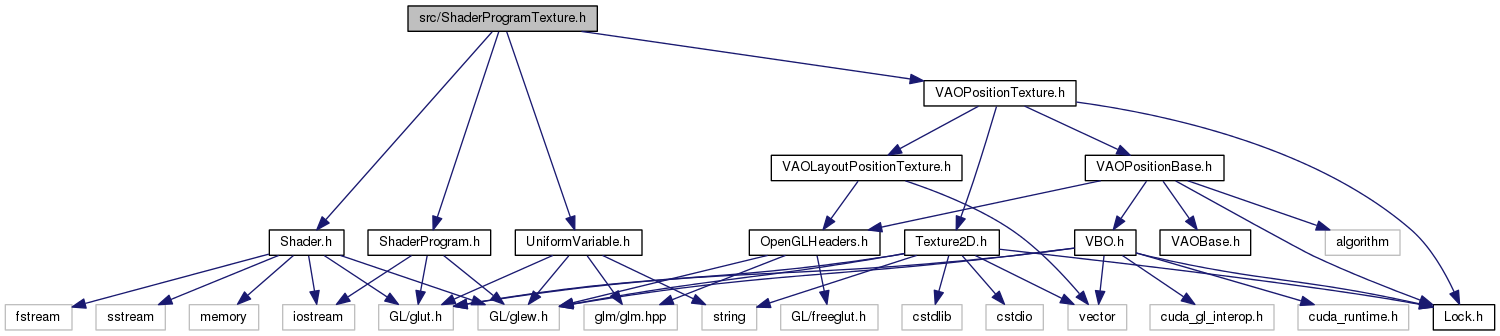 src/ShaderProgramTexture.h
VAOPositionTexture.h
VAOLayoutPositionTexture.h
VAOPositionBase.h
Shader.h
ShaderProgram.h
UniformVariable.h
OpenGLHeaders.h
Texture2D.h
VBO.h
VAOBase.h
algorithm
fstream
sstream
memory
iostream
GL/glut.h
GL/glew.h
glm/glm.hpp
string
GL/freeglut.h
cstdlib
cstdio
vector
cuda_gl_interop.h
cuda_runtime.h
Lock.h